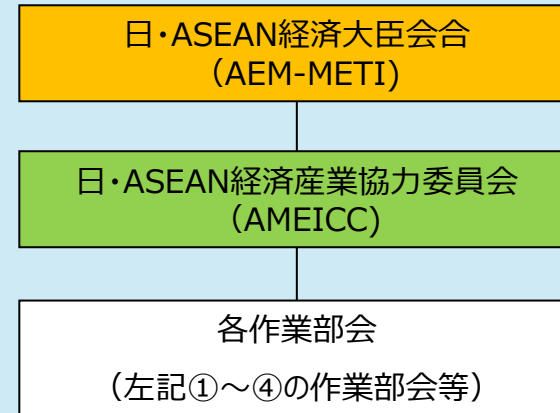 日・ASEAN経済大臣会合
（AEM-METI)
日・ASEAN経済産業協力委員会
（AMEICC)
各作業部会
（左記①～④の作業部会等）